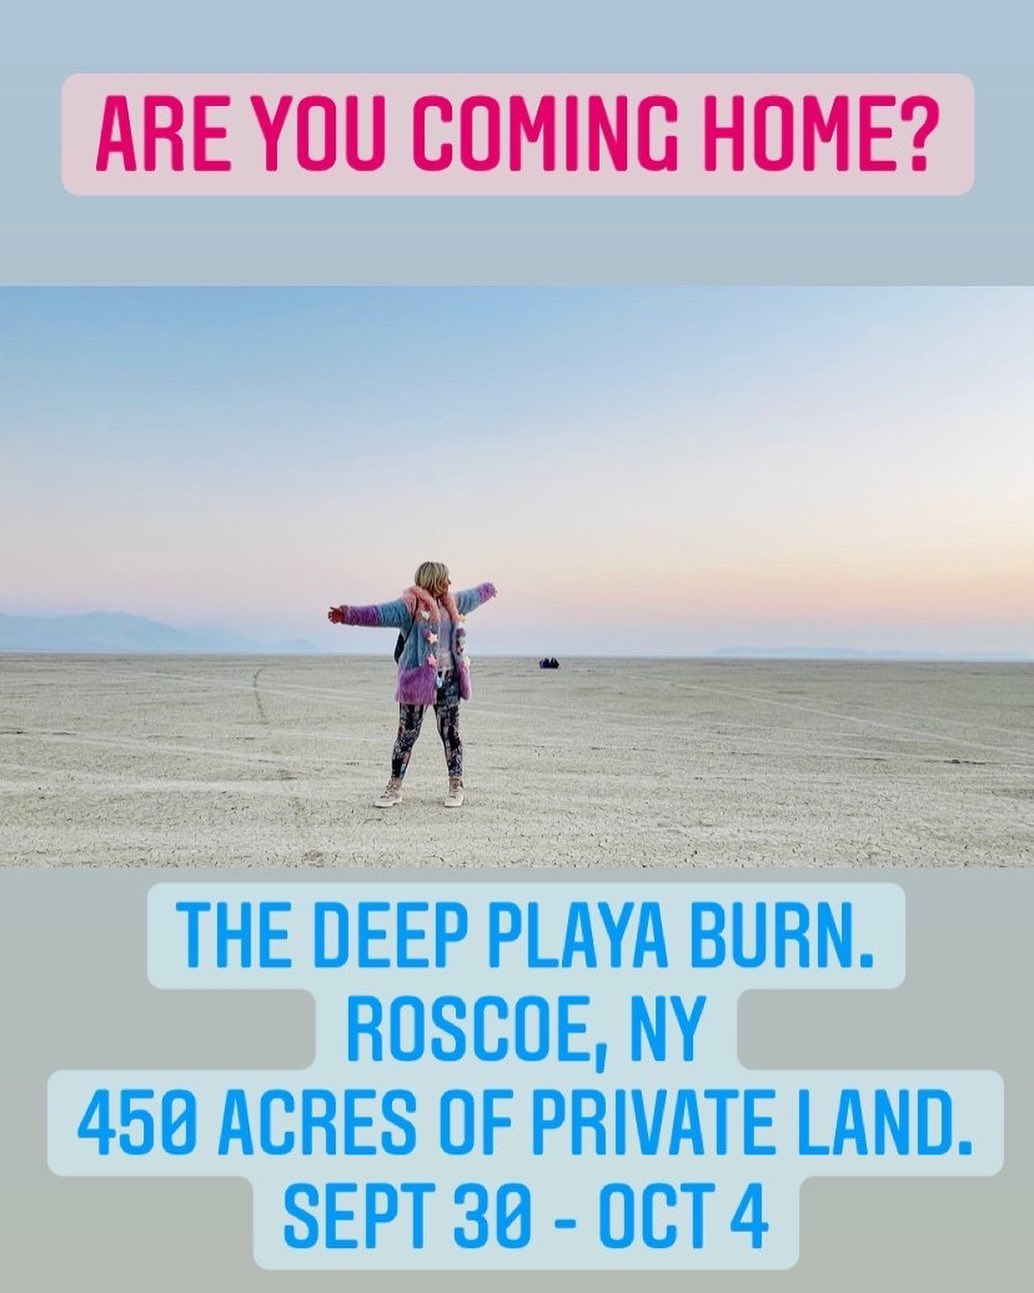 ARE YOU COMING HOME?
THE DEEP PLAYA BURN.
ROSCOE, NY
450 ACRES OF PRIVATE LAND.
SEPT 30 - OCT 4